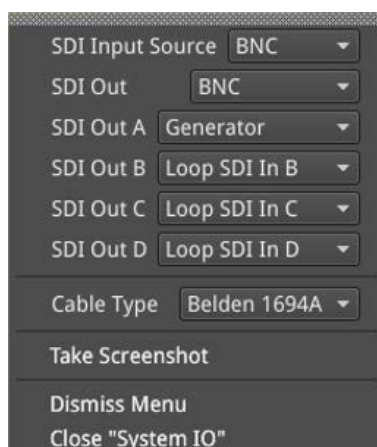 SDI Input Source BNC
SDI Out BNC
SDI Out A Generator
SDI Out B Loop SDI In B
SDI Out C Loop SDI In C
SDI Out D Loop SDI In D
Cable Type Belden 1694A
Take Screenshot
Dismiss Menu
Close "System IO"